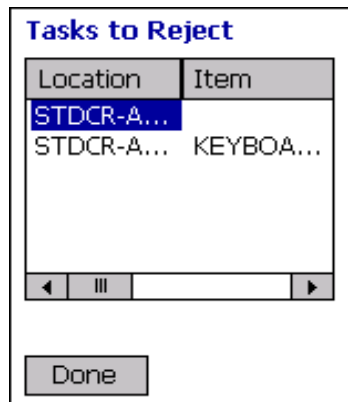 Tasks to Reject
Location Item
STDCR-A...
STDCR-A... KEYBOA...
Done